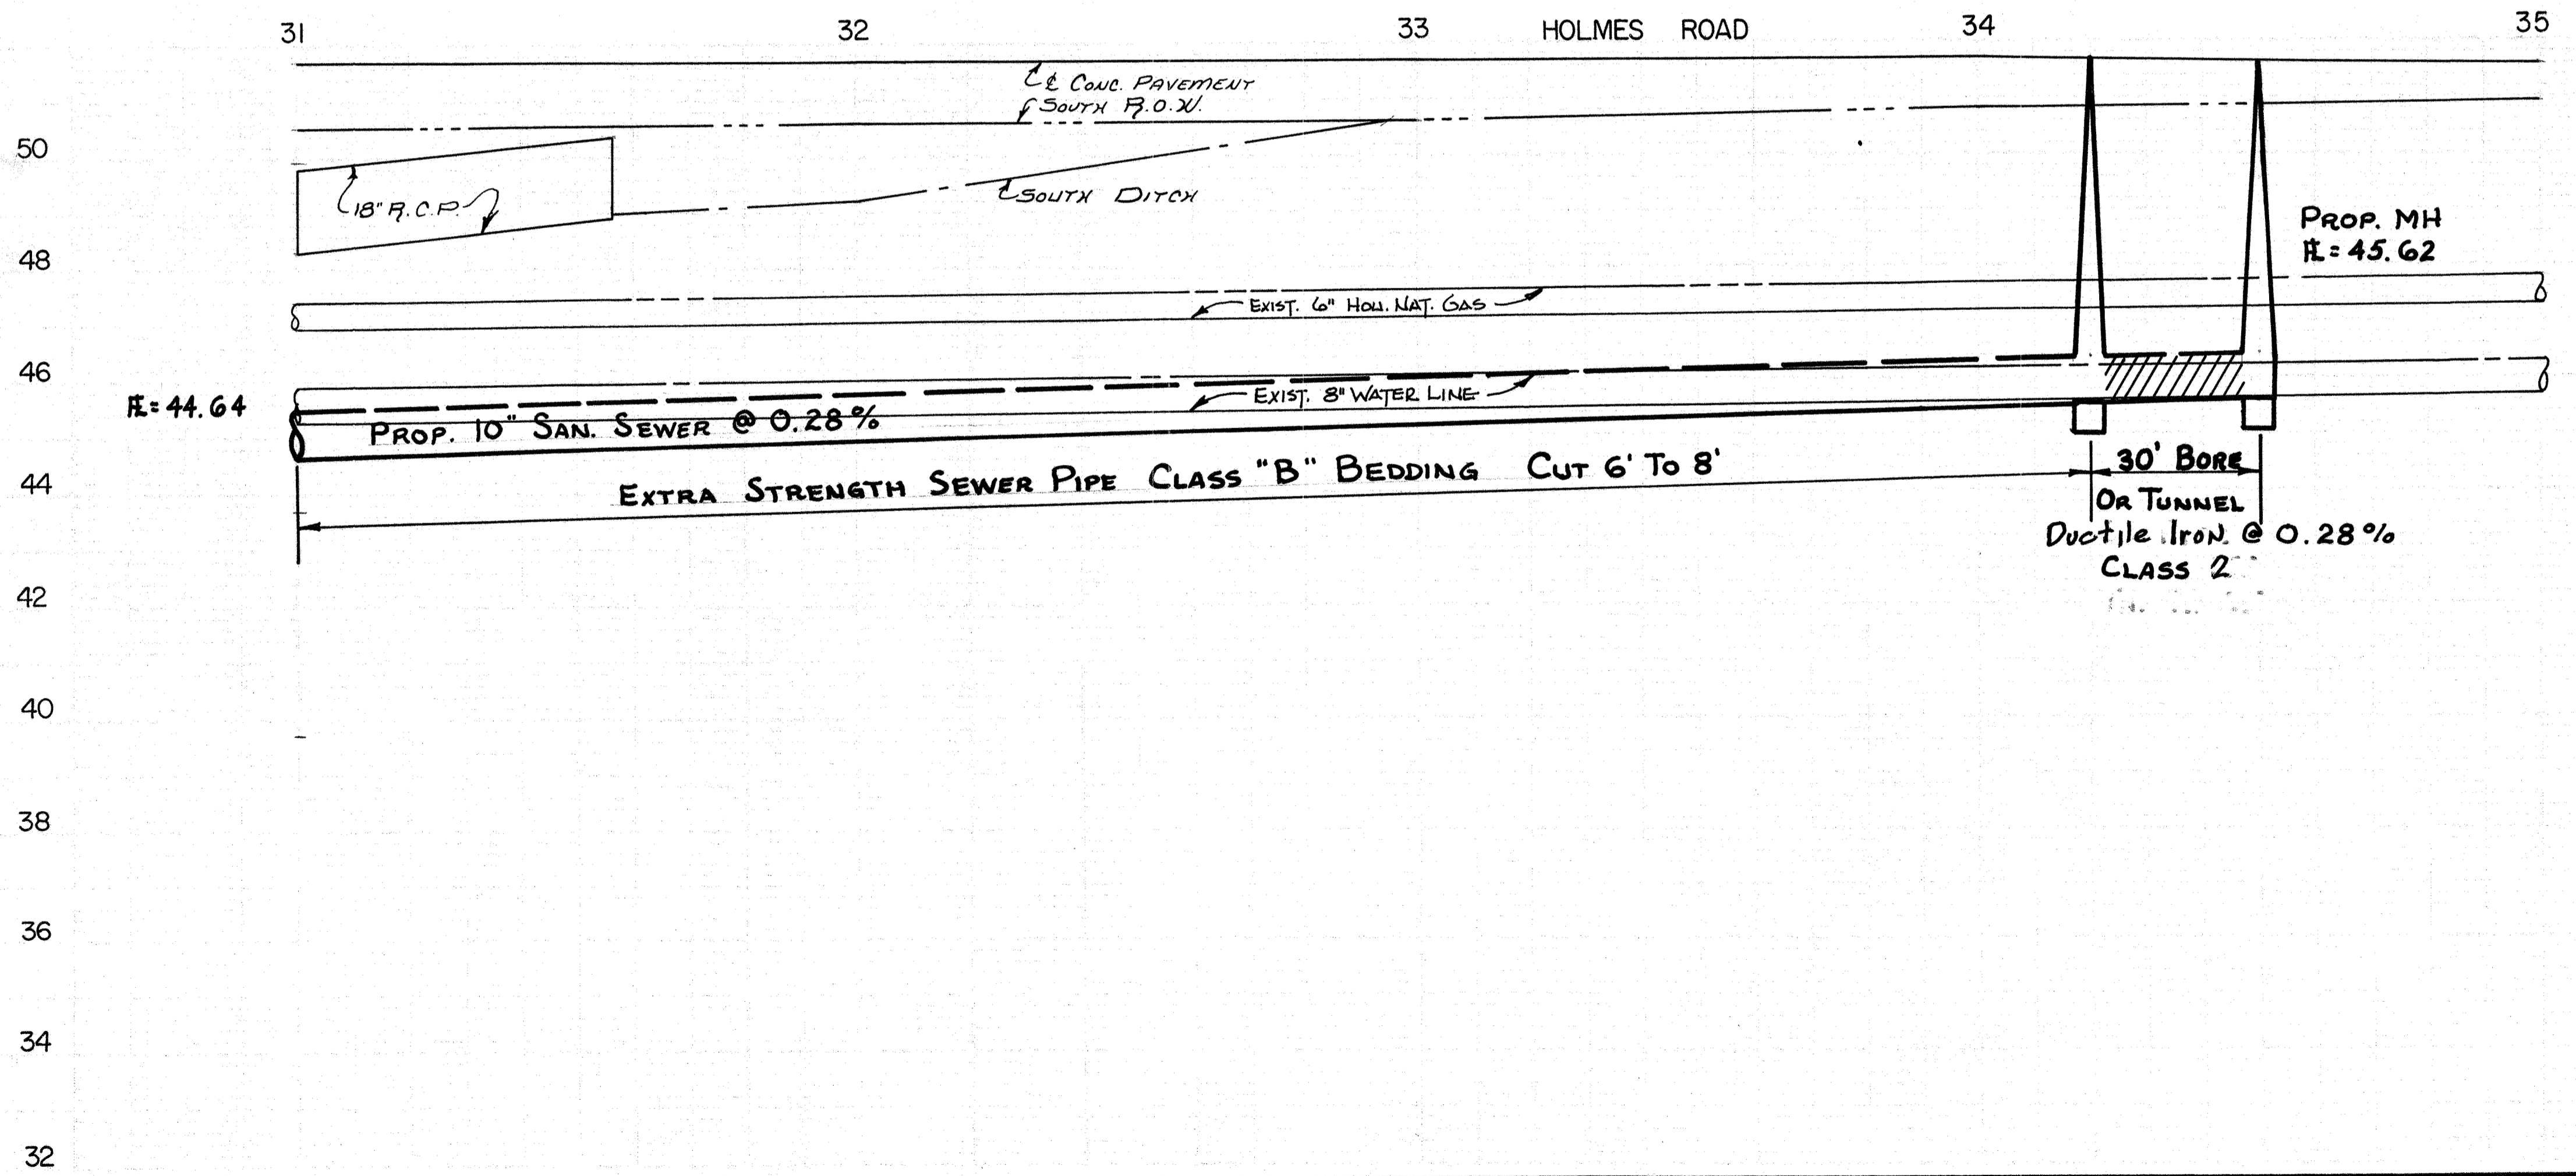 31 32 33 HOLMES ROAD 34 35
℄ CONC. PAVEMENT
SOUTH R.O.W.
50
SOUTH DITCH
18" R.C.P.
PROP. MH
48
℄ = 45.62
EXIST. 6" HOU. NAT. GAS
46
EXIST. 8" WATER LINE
℄ = 44.64
PROP. 10" SAN. SEWER @ 0.28%
44
EXTRA STRENGTH SEWER PIPE CLASS "B" BEDDING CUT 6' TO 8'
30' BORE
OR TUNNEL
Ductile Iron @ 0.28%
CLASS 2
42
40
38
36
34
32